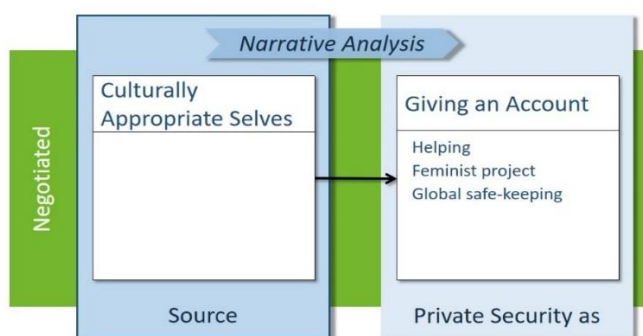 Narrative Analysis
Negotiated
Culturally
Appropriate Selves
Giving an Account
Helping
Feminist project
Global safe-keeping
Source
Private Security as